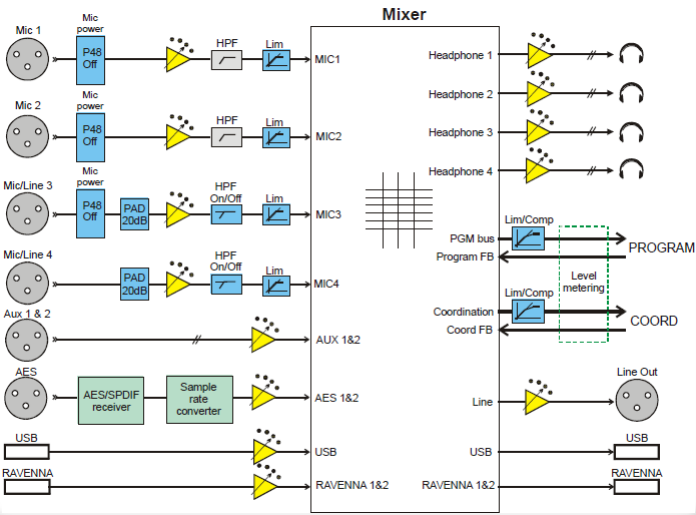 Mixer
Mic 1
Mic
power
P48
Off
HPF
Lim
MIC1
Mic 2
Mic
power
P48
Off
HPF
Lim
MIC2
Mic/Line 3
Mic
power
P48
Off
PAD
20dB
HPF
On/Off
Lim
MIC3
Mic/Line 4
PAD
20dB
HPF
On/Off
Lim
MIC4
Aux 1 & 2
AUX 1&2
AES
AES/SPDIF
receiver
Sample
rate
converter
AES 1&2
USB
USB
RAVENNA
RAVENNA 1&2
Headphone 1
Headphone 2
Headphone 3
Headphone 4
PGM bus
Lim/Comp
PROGRAM
Program FB
Level
metering
Coordination
Lim/Comp
COORD
Coord FB
Line
Line Out
USB
USB
RAVENNA 1&2
RAVENNA